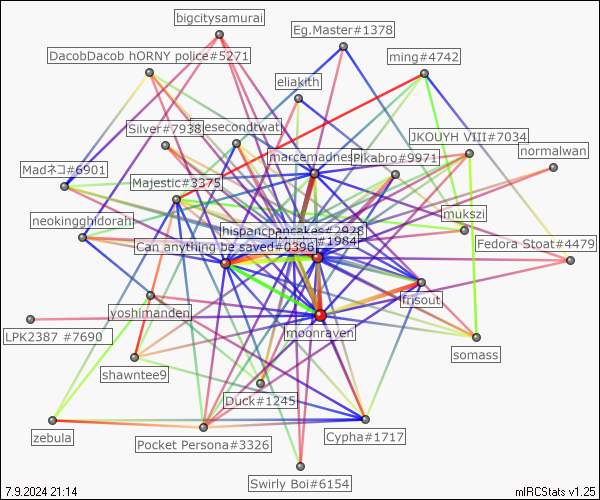 bigcitysamurai
Eg.Master#1378
DacobDacob hORNY police#5271
ming#4742
eliakith
Silver#7938
esecondtwat
JKOUYH VIII#7034
marcemadness
Pikabro#9971
normalwan
Madネコ#6901
Majestic#3375
neokingghidorah
mukszi
hispancpancakes#2928
#1984
Can anything be saved#0396
Fedora Stoat#4479
frisout
yoshimanden
moonraven
LPK2387 #7690
somass
shawntee9
Duck#1245
zebula
Pocket Persona#3326
Cypha#1717
Swirly Boi#6154
7.9.2024 21:14
mIRCStats v1.25